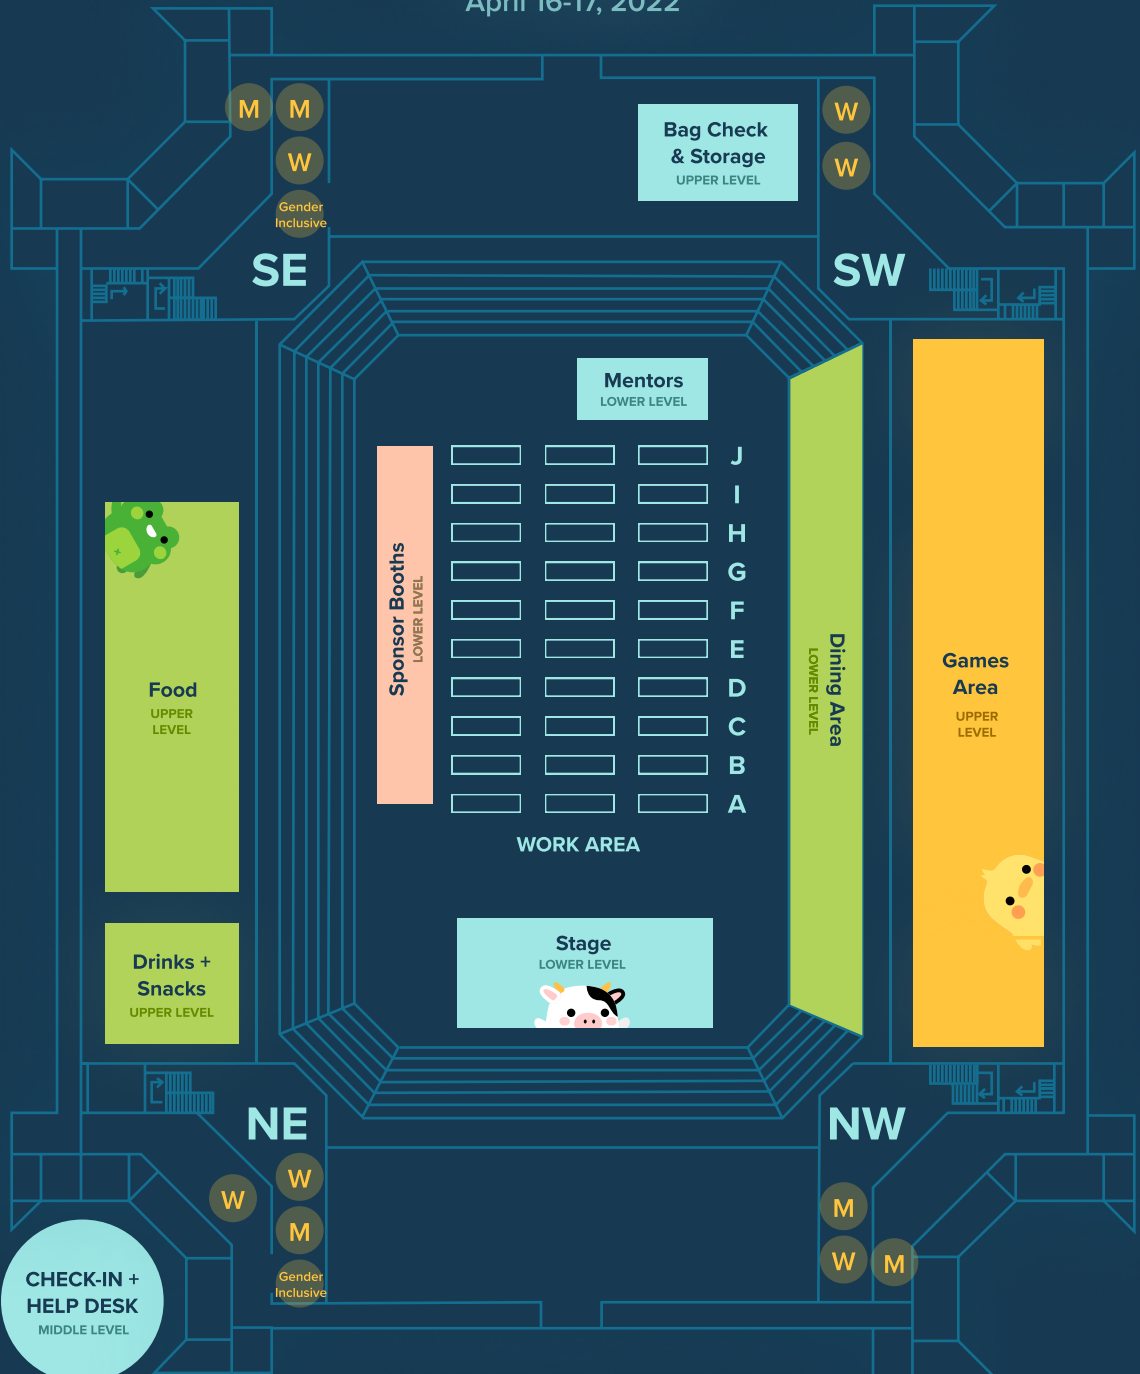 April 16-17, 2022
M
M
W
Gender
Inclusive
W
W
Bag Check
& Storage
UPPER LEVEL
SE
SW
Mentors
LOWER LEVEL
J
I
H
G
F
E
D
C
B
A
Sponsor Booths
LOWER LEVEL
Dining Area
LOWER LEVEL
Games
Area
UPPER
LEVEL
Food
UPPER
LEVEL
WORK AREA
Drinks +
Snacks
UPPER LEVEL
Stage
LOWER LEVEL
NE
NW
W
W
M
Gender
Inclusive
M
W
M
CHECK-IN +
HELP DESK
MIDDLE LEVEL